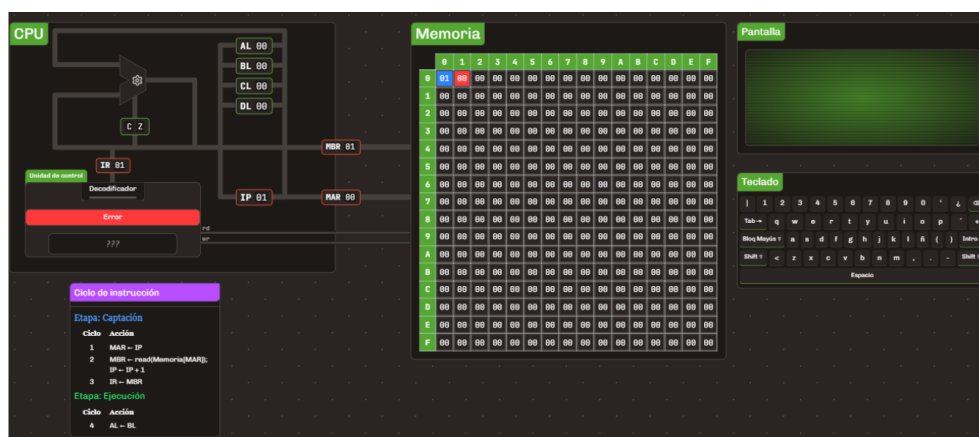 CPU
AL 00
BL 00
CL 00
DL 00
C Z
MBR 01
IR 01
Unidad de control
Decodificador
Error
???
IP 01
MAR 00
rd
wr
Ciclo de instrucción
Etapa: Captación
Ciclo Acción
1 MAR ← IP
2 MBR ← read(Memoria[MAR]);
IP ← IP + 1
3 IR ← MBR
Etapa: Ejecución
Ciclo Acción
4 AL ← BL
Memoria
0 1 2 3 4 5 6 7 8 9 A B C D E F
0 01 00 00 00 00 00 00 00 00 00 00 00 00 00 00 00
1 00 00 00 00 00 00 00 00 00 00 00 00 00 00 00 00
2 00 00 00 00 00 00 00 00 00 00 00 00 00 00 00 00
3 00 00 00 00 00 00 00 00 00 00 00 00 00 00 00 00
4 00 00 00 00 00 00 00 00 00 00 00 00 00 00 00 00
5 00 00 00 00 00 00 00 00 00 00 00 00 00 00 00 00
6 00 00 00 00 00 00 00 00 00 00 00 00 00 00 00 00
7 00 00 00 00 00 00 00 00 00 00 00 00 00 00 00 00
8 00 00 00 00 00 00 00 00 00 00 00 00 00 00 00 00
9 00 00 00 00 00 00 00 00 00 00 00 00 00 00 00 00
A 00 00 00 00 00 00 00 00 00 00 00 00 00 00 00 00
B 00 00 00 00 00 00 00 00 00 00 00 00 00 00 00 00
C 00 00 00 00 00 00 00 00 00 00 00 00 00 00 00 00
D 00 00 00 00 00 00 00 00 00 00 00 00 00 00 00 00
E 00 00 00 00 00 00 00 00 00 00 00 00 00 00 00 00
F 00 00 00 00 00 00 00 00 00 00 00 00 00 00 00 00
Pantalla
Teclado
| 1 2 3 4 5 6 7 8 9 0 ' ¿
Tab q w e r t y u i o p ´ +
Bloq Mayús a s d f g h j k l ñ { } Intro
Shift < z x c v b n m , . - Shift
Espacio